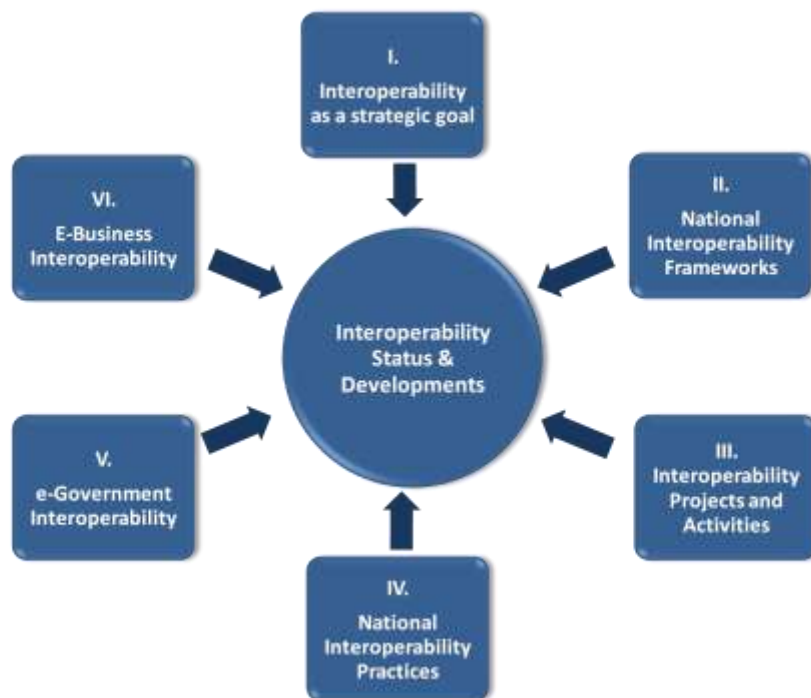 I.
Interoperability
as a strategic goal
II.
National
Interoperability
Frameworks
III.
Interoperability
Projects and
Activities
IV.
National
Interoperability
Practices
V.
e-Government
Interoperability
VI.
E-Business
Interoperability
Interoperability
Status &
Developments